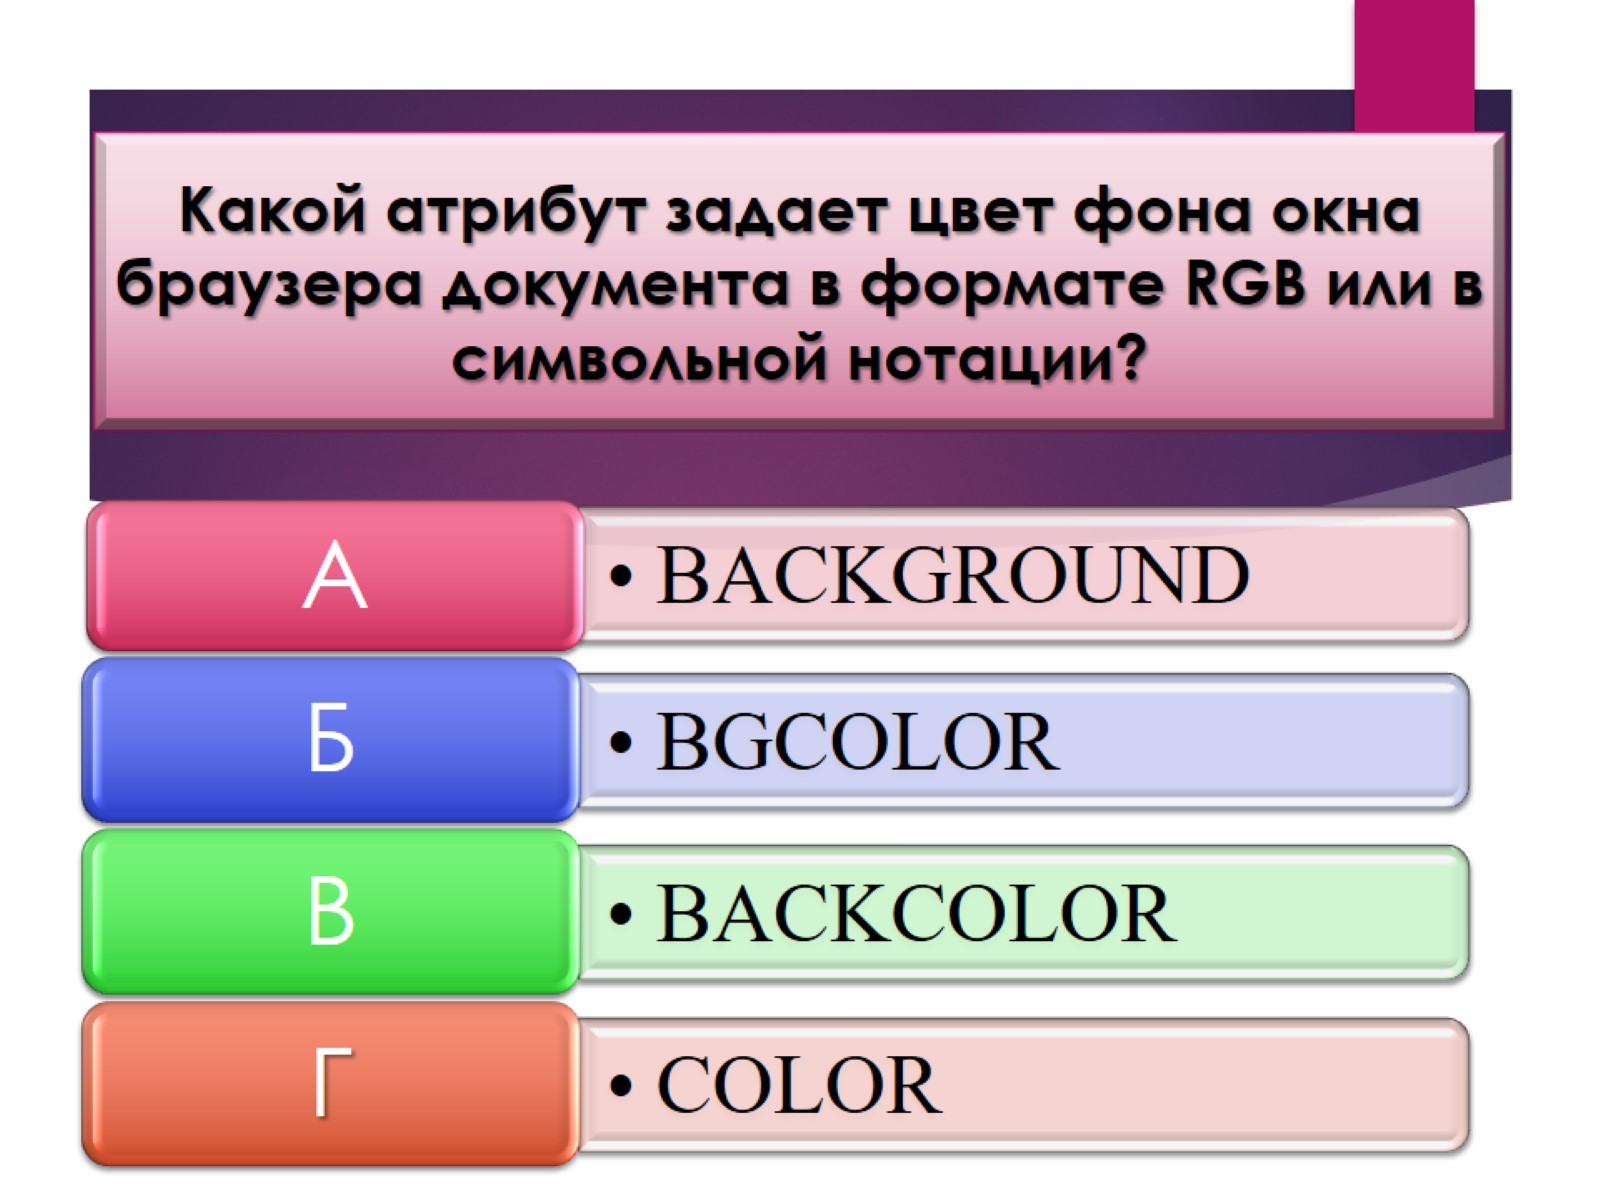 Какой атрибут задает цвет фона окна
браузера документа в формате RGB или в
символьной нотации?
А
• BACKGROUND
Б
• BGCOLOR
В
• BACKCOLOR
Г
• COLOR